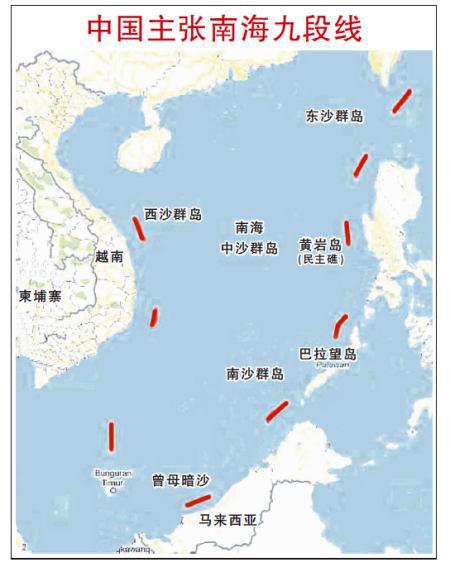 中国主张南海九段线
东沙群岛
西沙群岛
南海
中沙群岛
黄岩岛
(民主礁)
越南
柬埔寨
巴拉望岛
Palawan
南沙群岛
Bunguran
Timur
曾母暗沙
马来西亚
gkawang
2